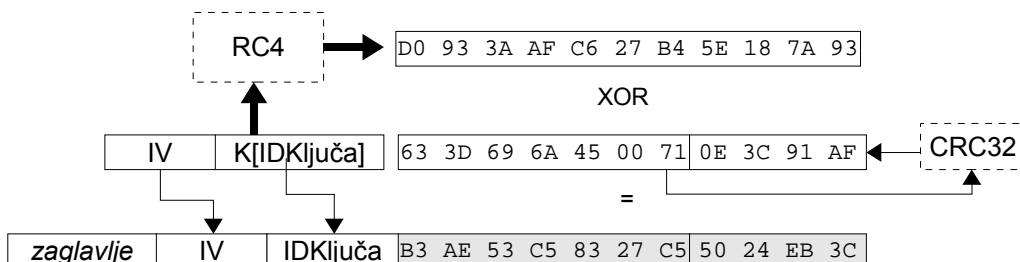 RC4 D0 93 3A AF C6 27 B4 5E 18 7A 93
XOR
IV K[IDKljuča] 63 3D 69 6A 45 00 71 0E 3C 91 AF CRC32
=
zaglavlje IV IDKljuča B3 AE 53 C5 83 27 C5 50 24 EB 3C